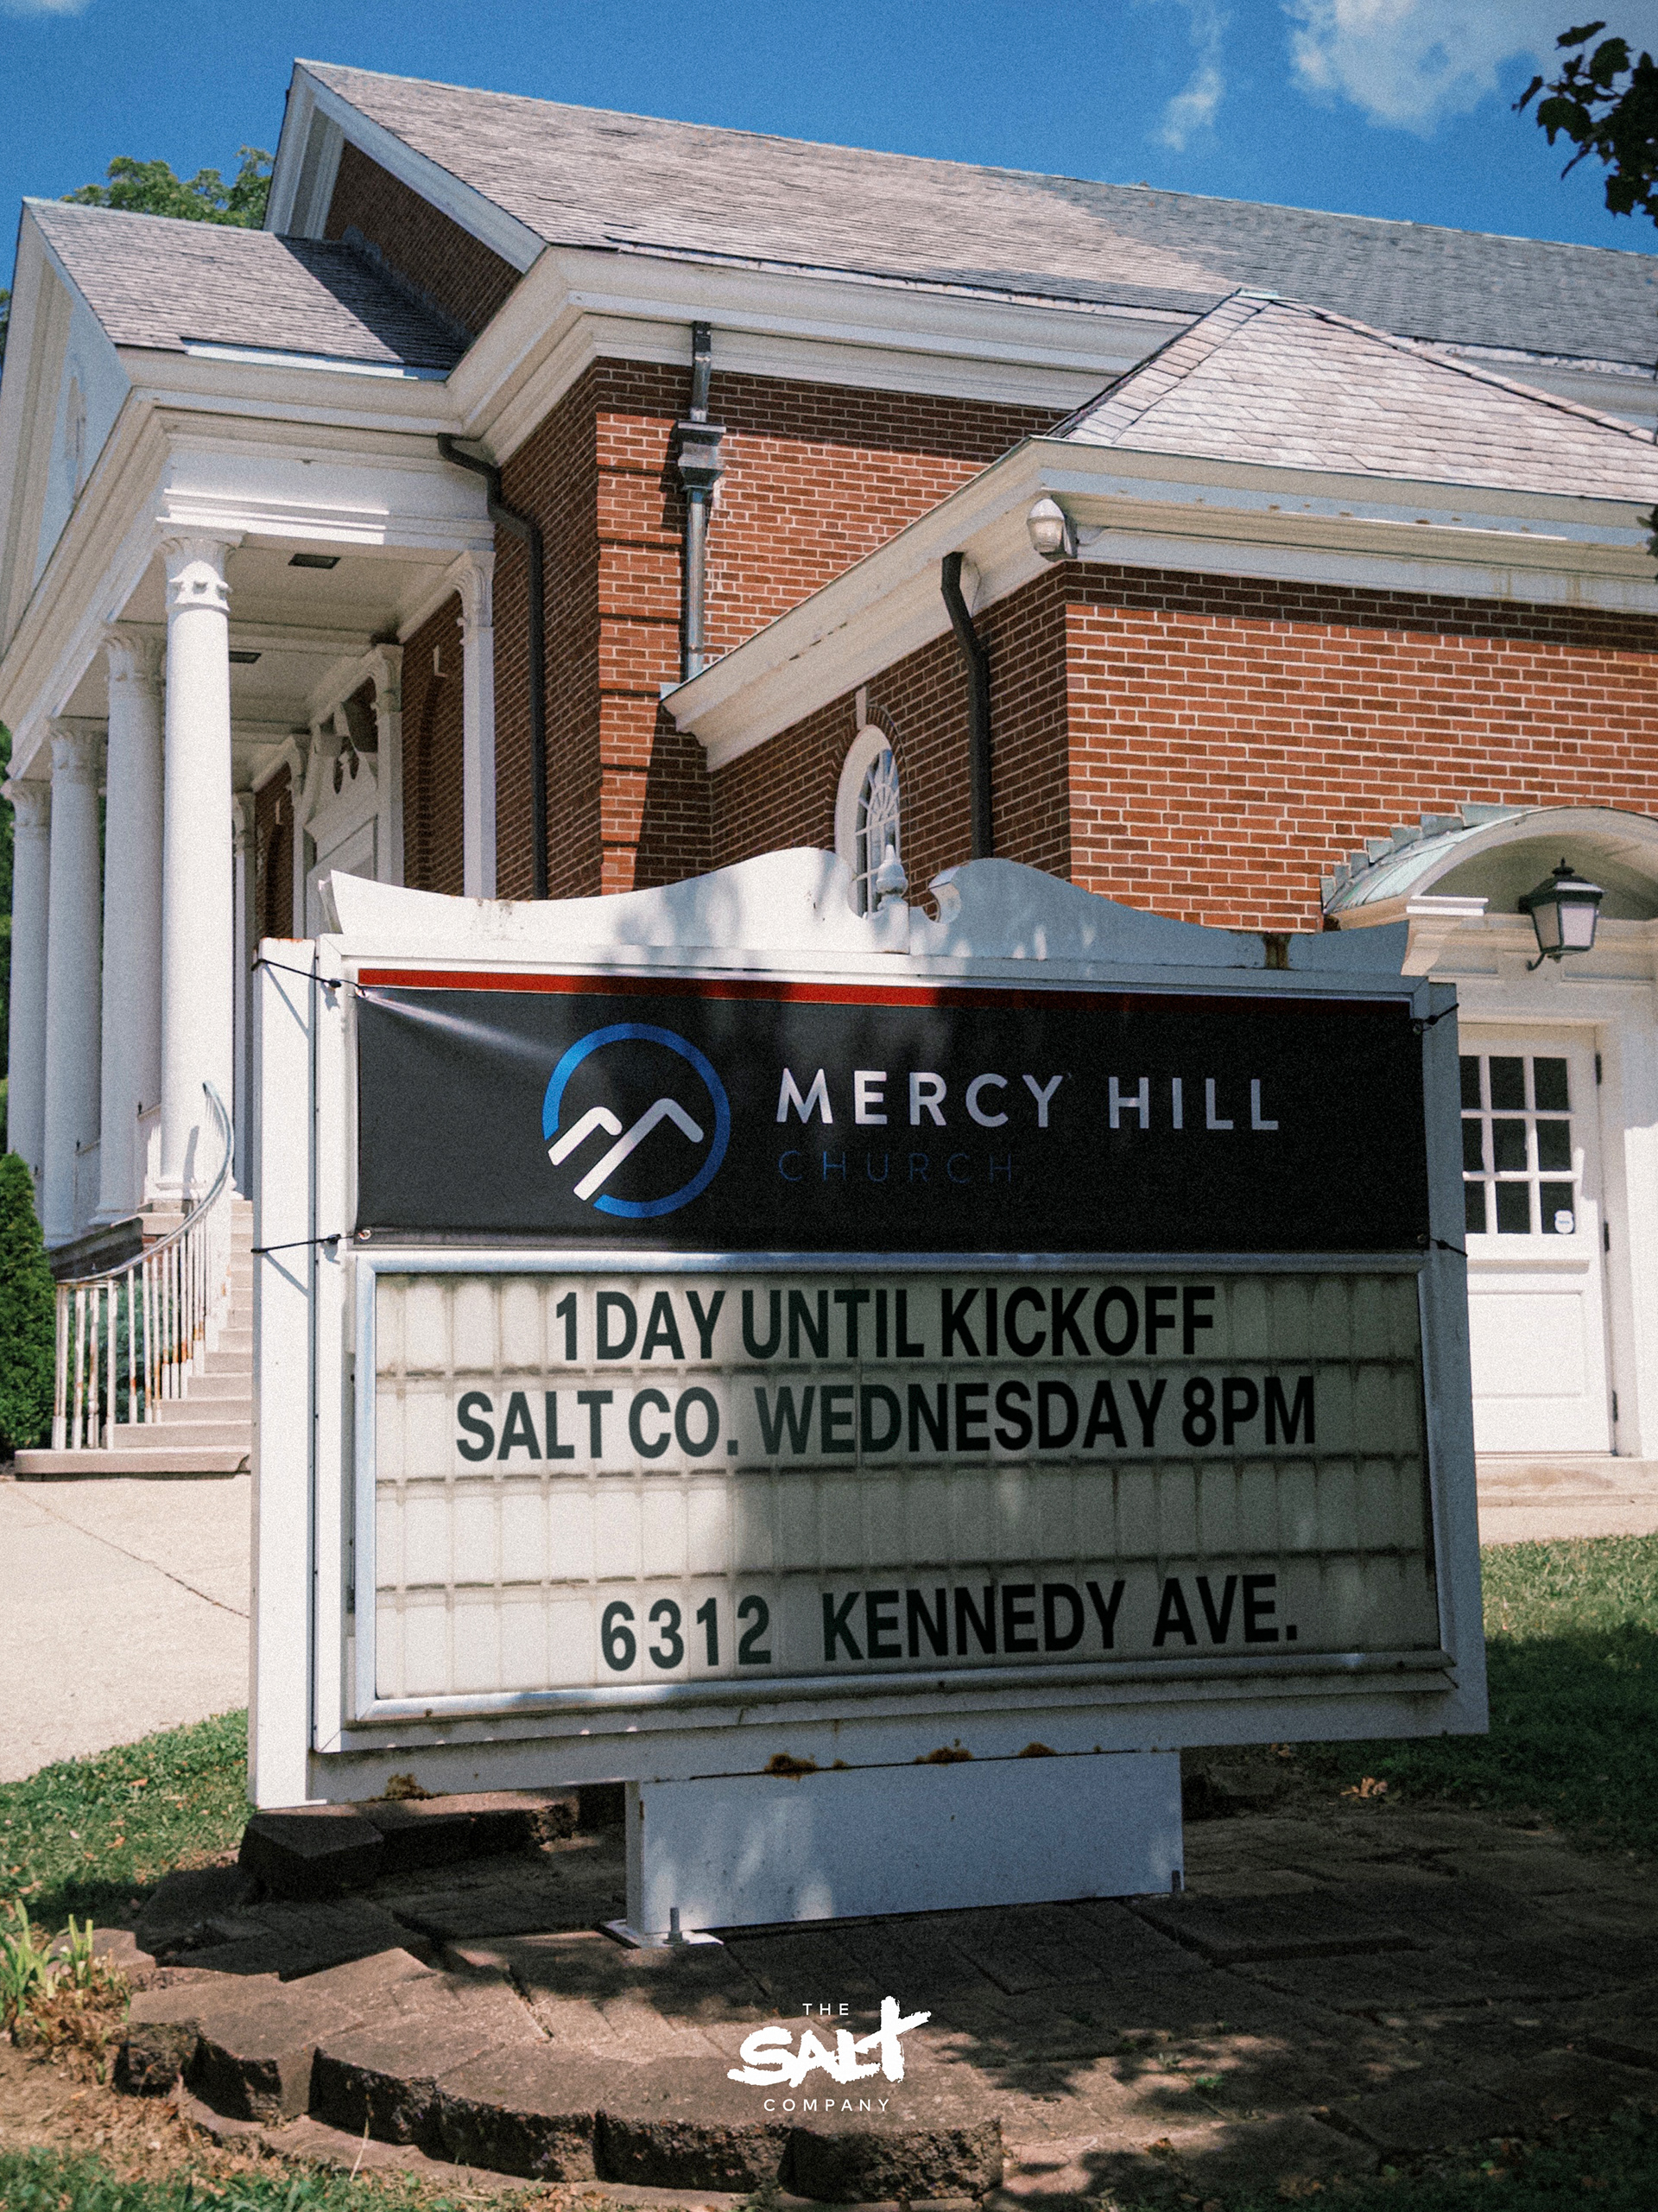 MERCY HILL
CHURCH
1 DAY UNTIL KICKOFF
SALT CO. WEDNESDAY 8PM
6312 KENNEDY AVE.
THE
SALT
COMPANY